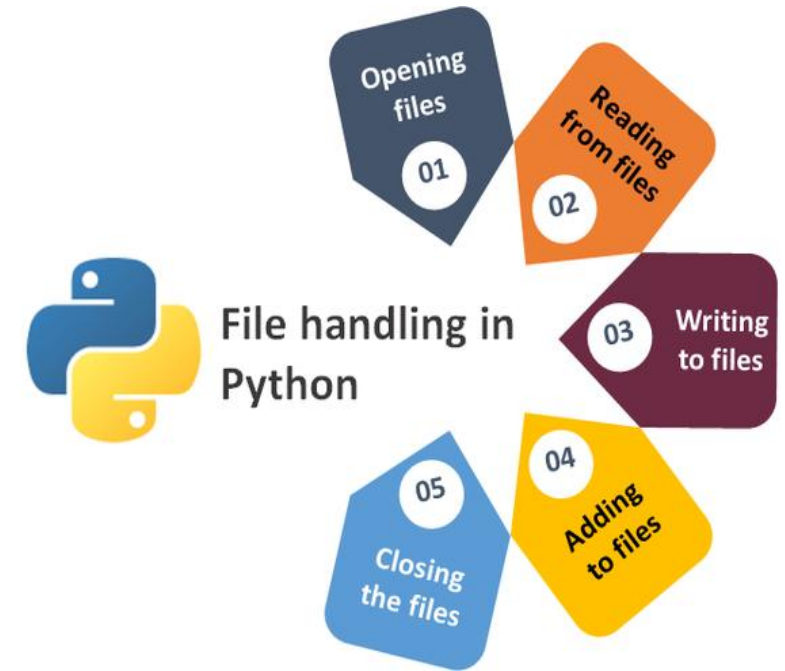 File handling in
Python
Opening
files
01
Reading
from files
02
03
Writing
to files
04
Adding
to files
05
Closing
the files